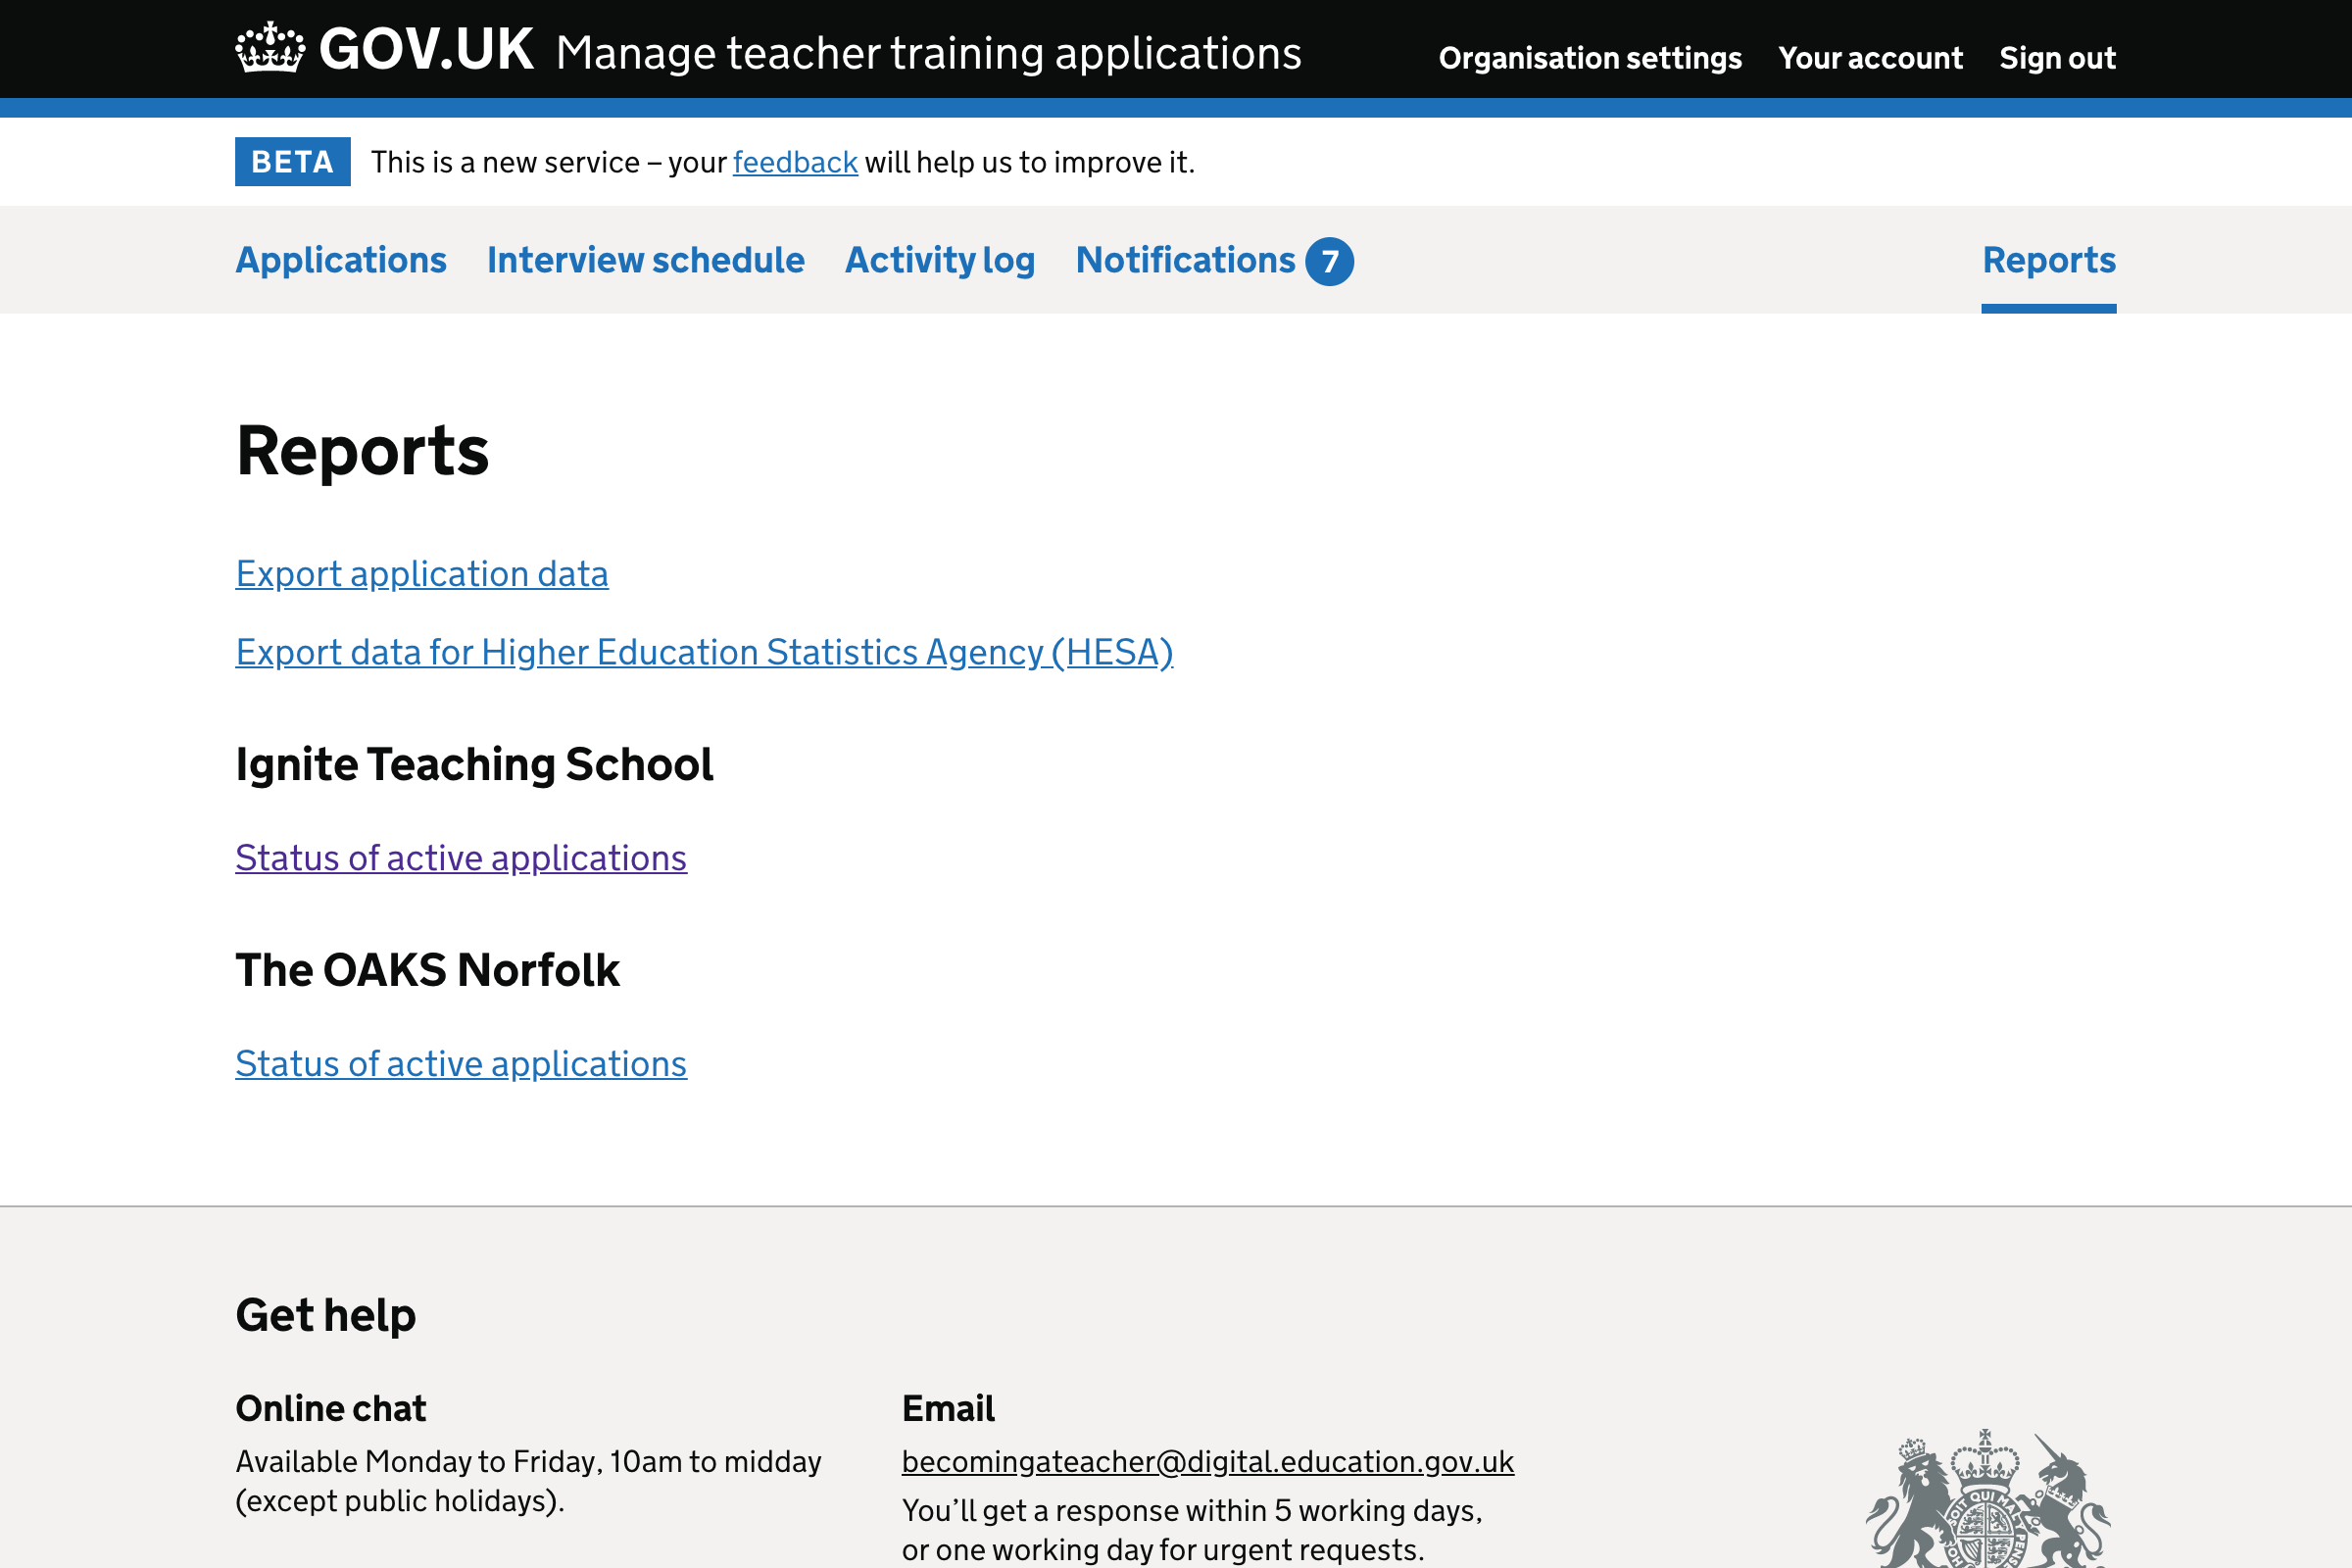 GOV.UK Manage teacher training applications Organisation settings Your account Sign out
BETA This is a new service – your feedback will help us to improve it.
Applications Interview schedule Activity log Notifications 7 Reports
Reports
Export application data
Export data for Higher Education Statistics Agency (HESA)
Ignite Teaching School
Status of active applications
The OAKS Norfolk
Status of active applications
Get help
Online chat
Available Monday to Friday, 10am to midday
(except public holidays).
Email
becomingateacher@digital.education.gov.uk
You’ll get a response within 5 working days,
or one working day for urgent requests.
SOIT QUI MAL